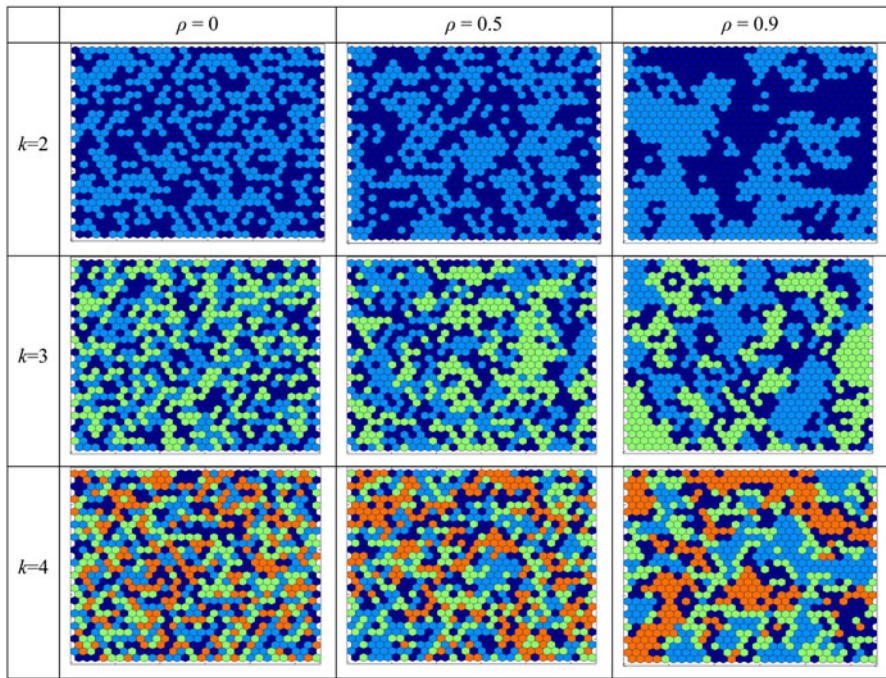 ρ = 0
ρ = 0.5
ρ = 0.9
k=2
k=3
k=4